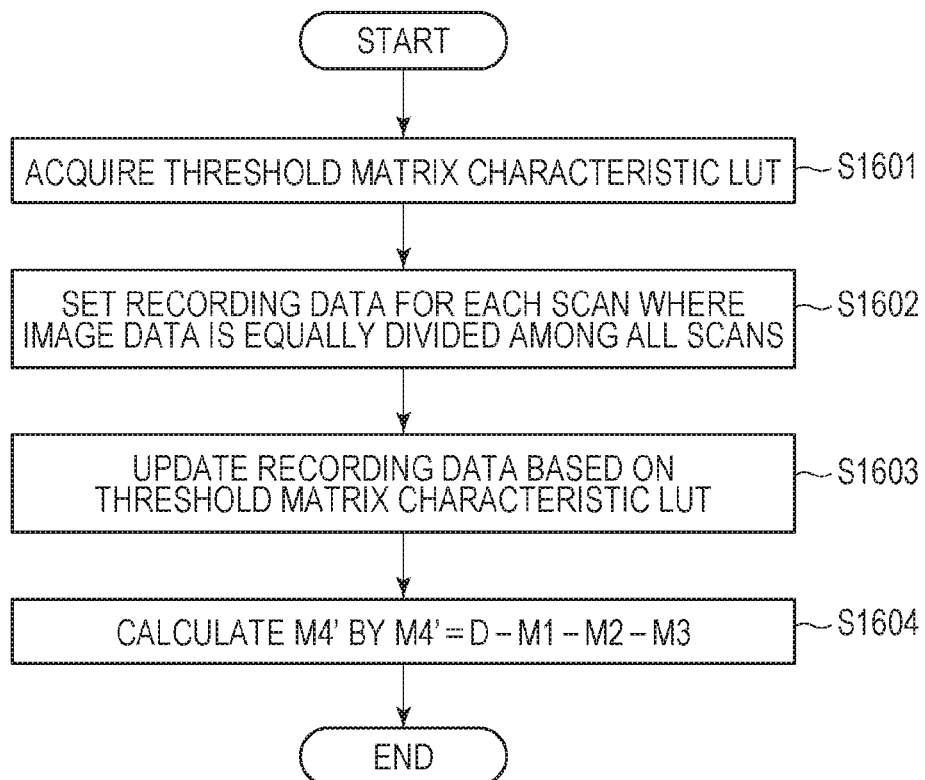 START
ACQUIRE THRESHOLD MATRIX CHARACTERISTIC LUT
S1601
SET RECORDING DATA FOR EACH SCAN WHERE
IMAGE DATA IS EQUALLY DIVIDED AMONG ALL SCANS
S1602
UPDATE RECORDING DATA BASED ON
THRESHOLD MATRIX CHARACTERISTIC LUT
S1603
CALCULATE M4' BY M4' = D – M1 – M2 – M3
S1604
END